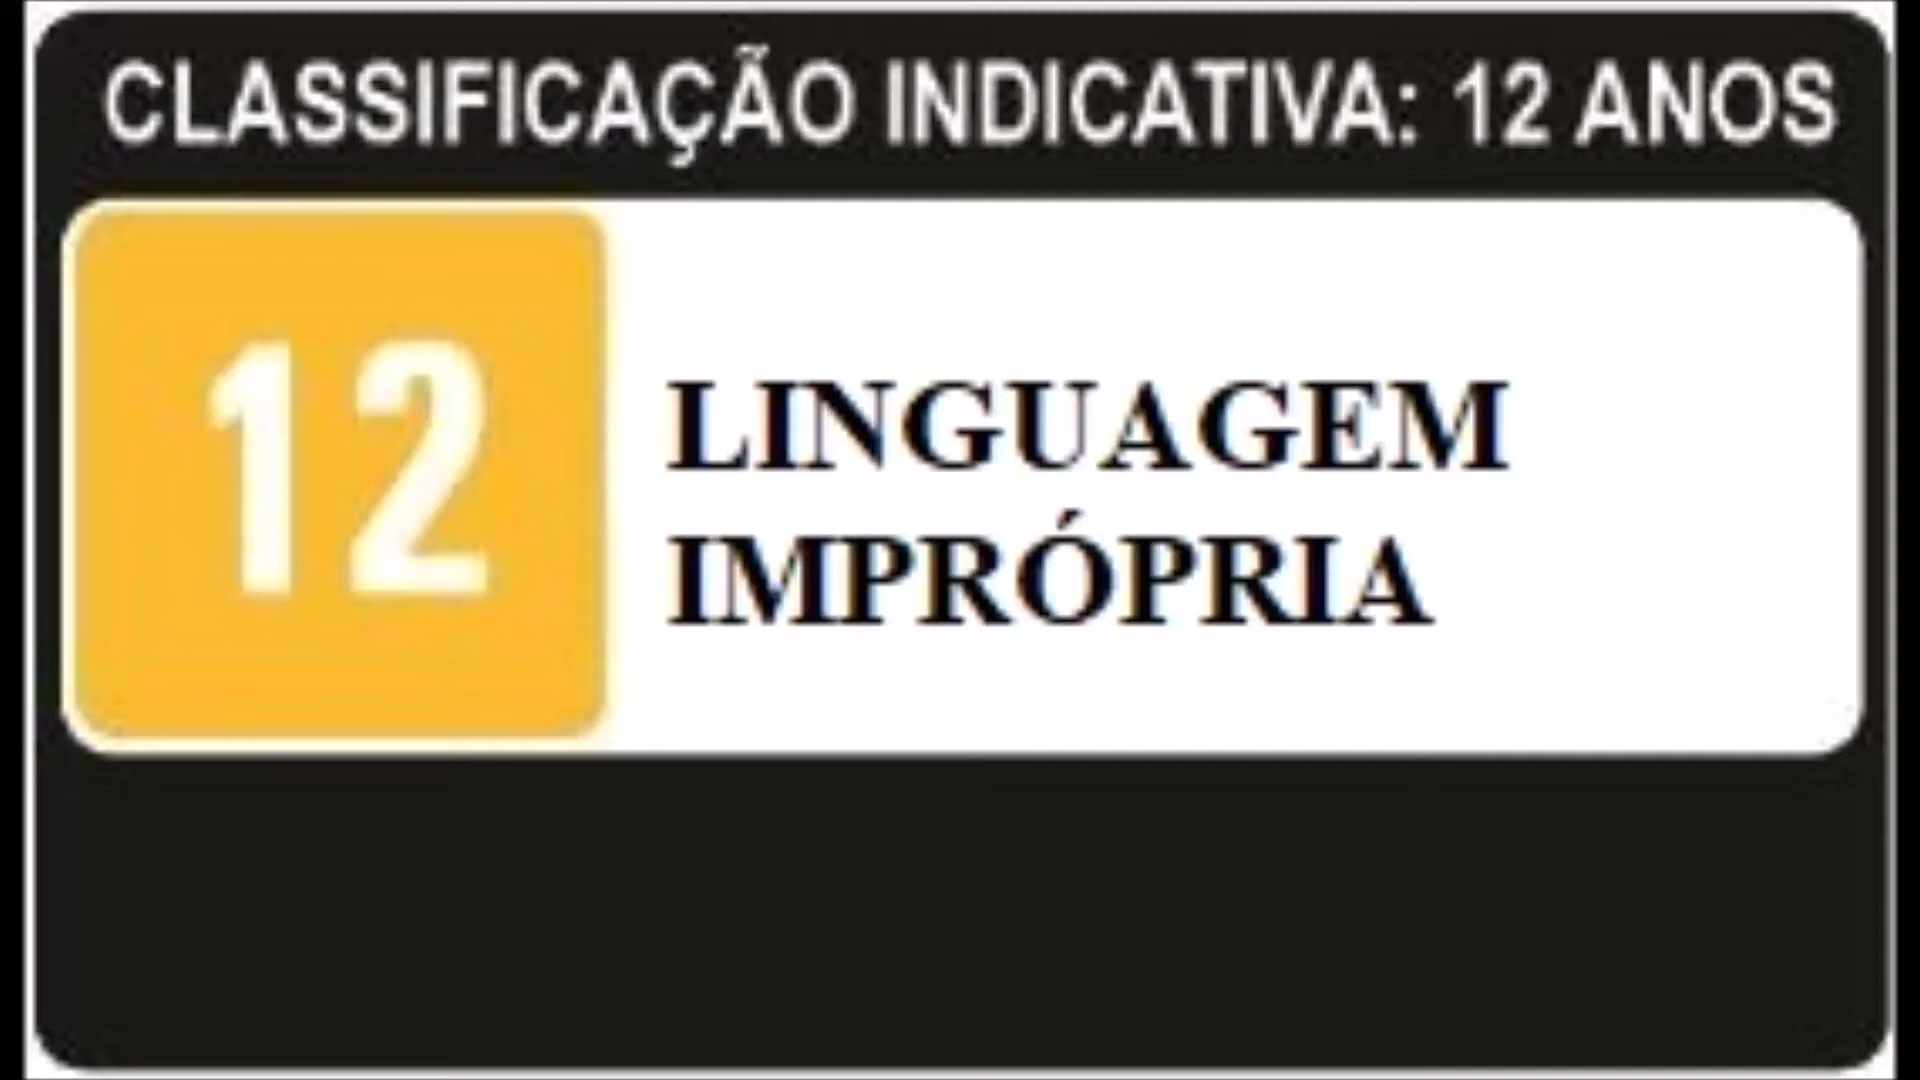 CLASSIFICAÇÃO INDICATIVA: 12 ANOS
12
LINGUAGEM
IMPRÓPRIA